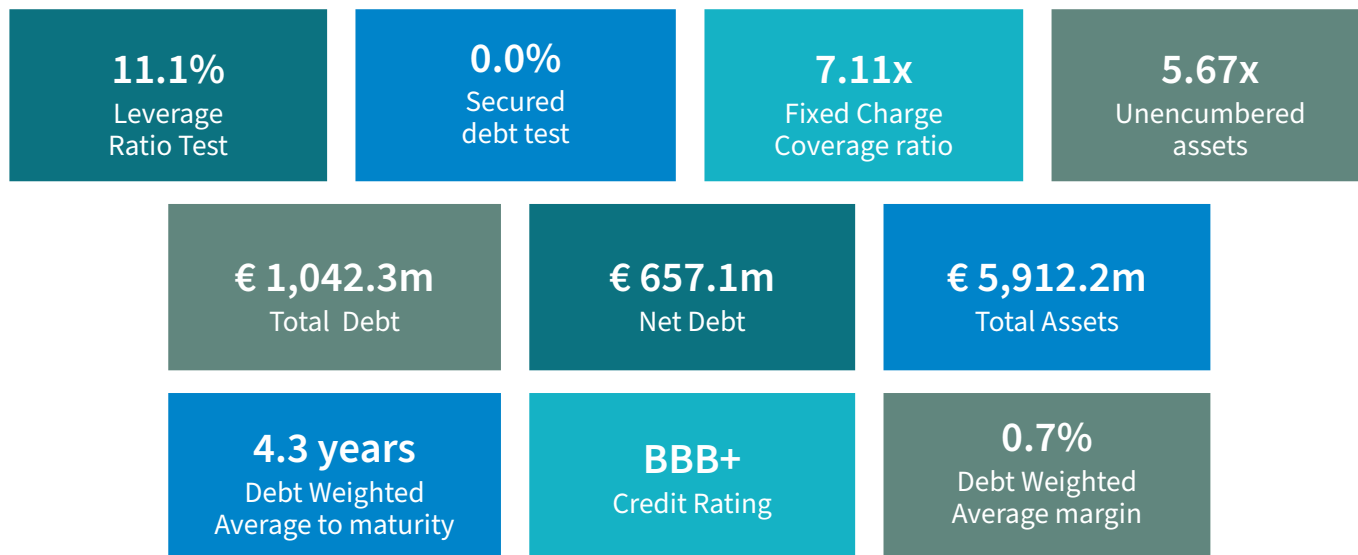 11.1%
Leverage
Ratio Test
0.0%
Secured
debt test
7.11x
Fixed Charge
Coverage ratio
5.67x
Unencumbered
assets
€ 1,042.3m
Total Debt
€ 657.1m
Net Debt
€ 5,912.2m
Total Assets
4.3 years
Debt Weighted
Average to maturity
BBB+
Credit Rating
0.7%
Debt Weighted
Average margin